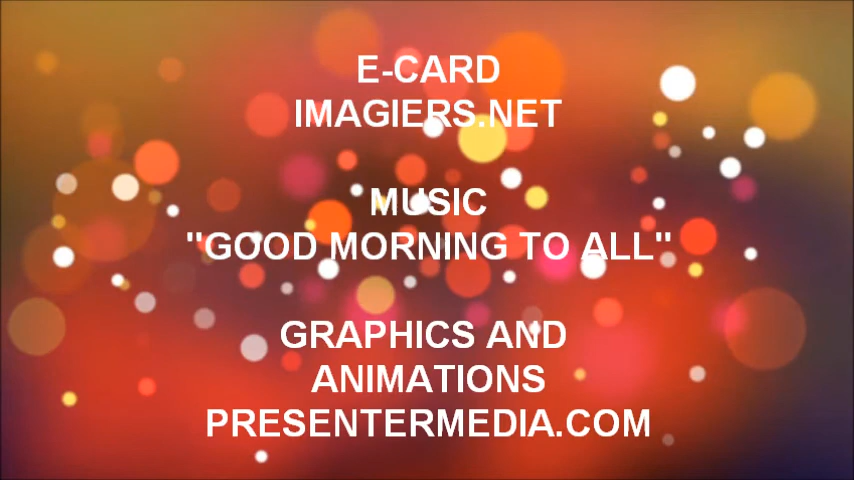 E-CARD
IMAGIERS.NET
MUSIC
"GOOD MORNING TO ALL"
GRAPHICS AND
ANIMATIONS
PRESENTERMEDIA.COM